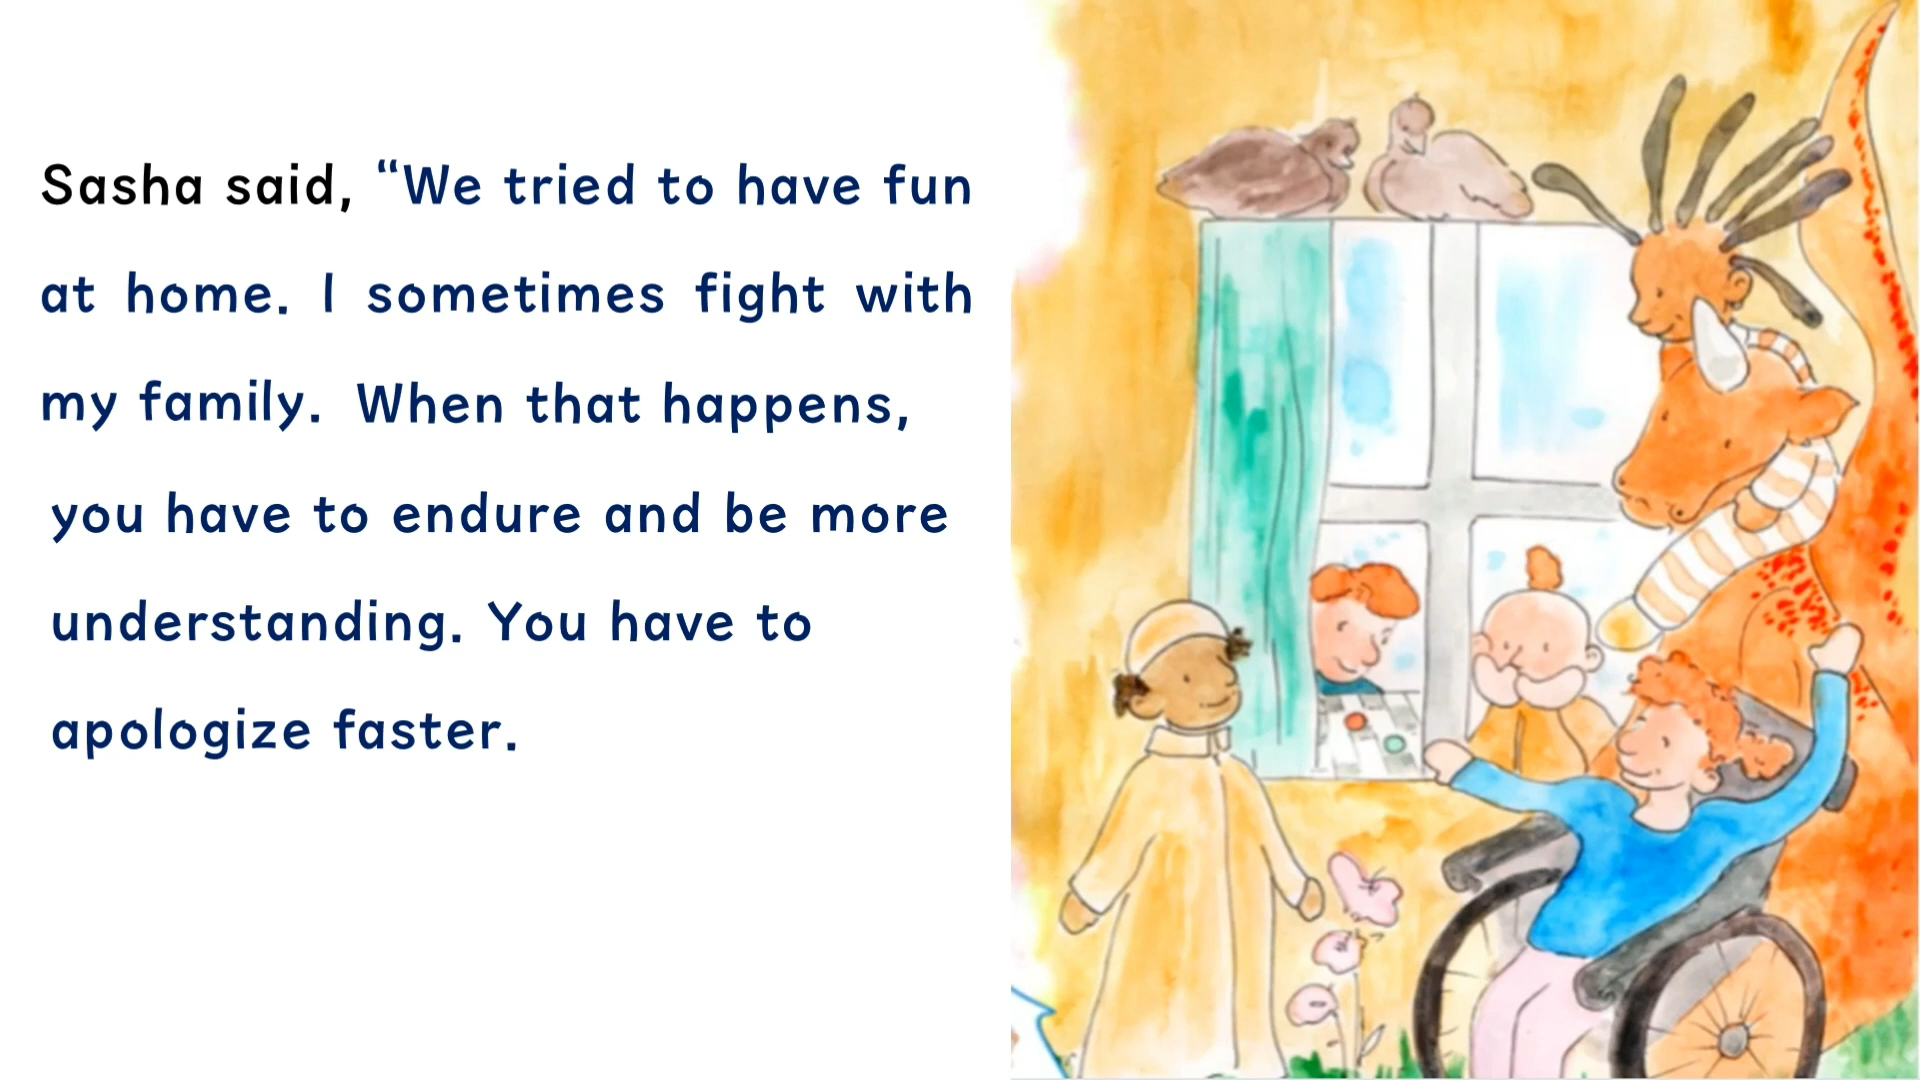 Sasha said, “We tried to have fun
at home. I sometimes fight with
my family. When that happens,
you have to endure and be more
understanding. You have to
apologize faster.